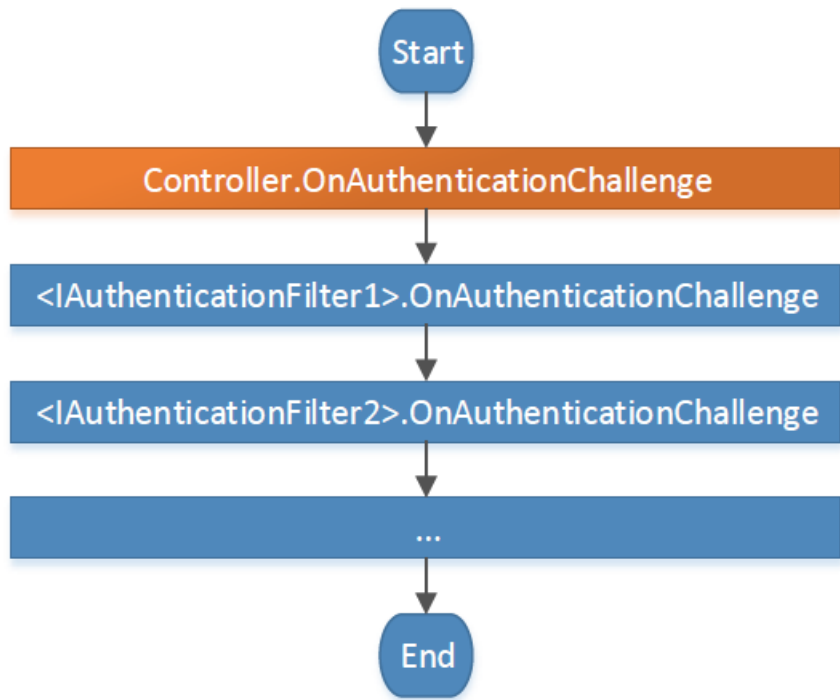 Start
Controller.OnAuthenticationChallenge
<IAuthenticationFilter1>.OnAuthenticationChallenge
<IAuthenticationFilter2>.OnAuthenticationChallenge
...
End